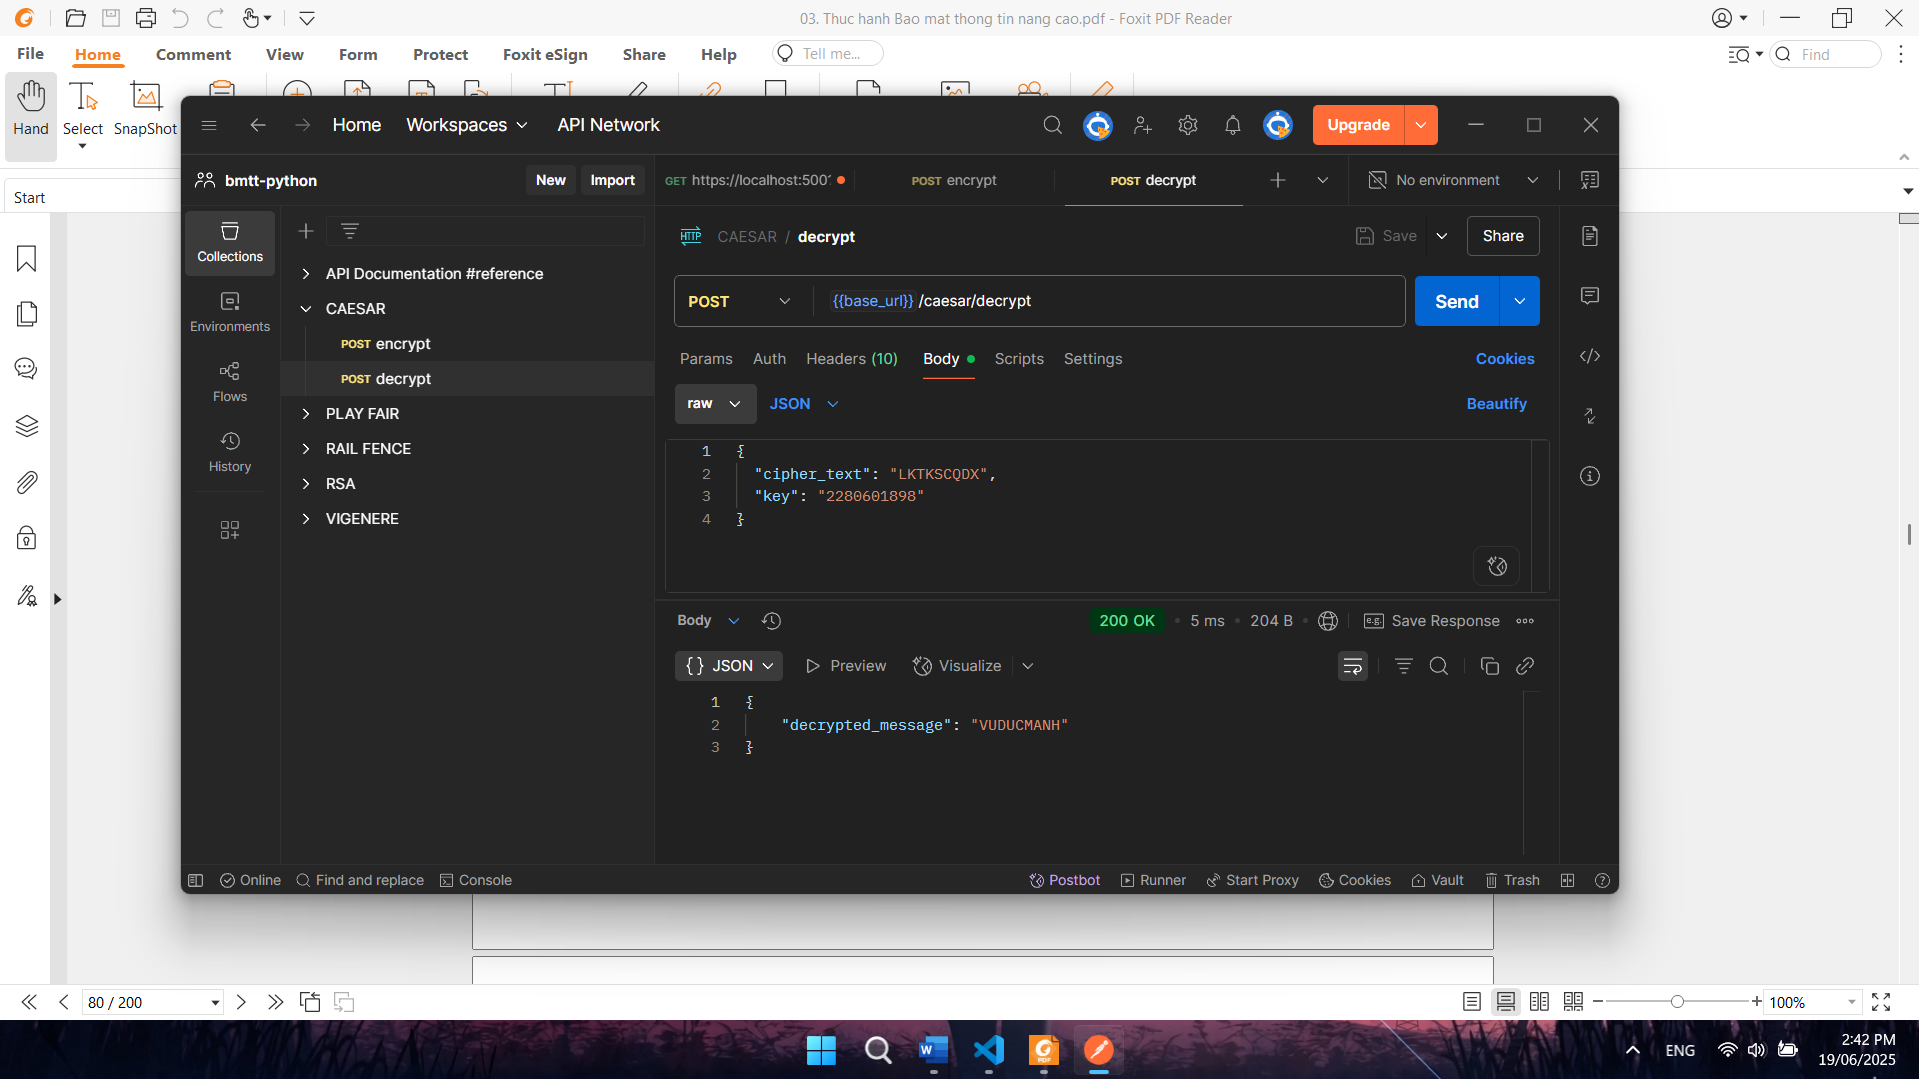 03. Thuc hanh Bao mat thong tin nang cao.pdf - Foxit PDF Reader
File
Home
Comment
View
Form
Protect
Foxit eSign
Share
Help
Tell me...
Find
Hand
Select
SnapShot
Start
Home
Workspaces
API Network
Upgrade
bmtt-python
New
Import
GET https://localhost:5001
POST encrypt
POST decrypt
No environment
Collections
Environments
Flows
History
API Documentation #reference
CAESAR
POST encrypt
POST decrypt
PLAY FAIR
RAIL FENCE
RSA
VIGENERE
HTTP
CAESAR / decrypt
Save
Share
POST
{{base_url}}/caesar/decrypt
Send
Params
Auth
Headers (10)
Body
Scripts
Settings
Cookies
raw
JSON
Beautify
1 {
2 "cipher_text": "LKTKSCQDX",
3 "key": "2280601898"
4 }
Body
200 OK
5 ms
204 B
e.g.
Save Response
{} JSON
Preview
Visualize
1 {
2 "decrypted_message": "VUDUCMANH"
3 }
Online
Find and replace
Console
Postbot
Runner
Start Proxy
Cookies
Vault
Trash
80 / 200
100%
W
PDF
ENG
2:42 PM
19/06/2025